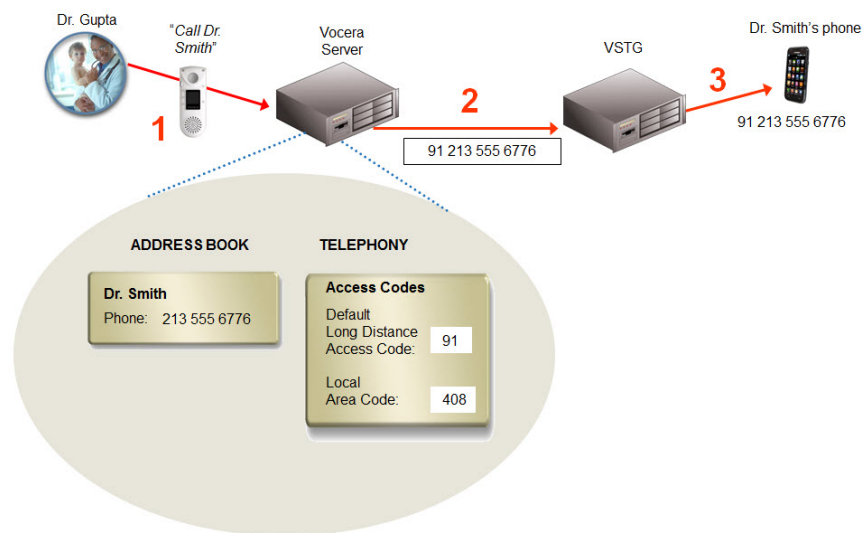 Dr. Gupta
"Call Dr.
Smith"
Vocera
Server
VSTG
Dr. Smith's phone
1
2
3
91 213 555 6776
91 213 555 6776
ADDRESS BOOK
TELEPHONY
Dr. Smith
Phone: 213 555 6776
Access Codes
Default
Long Distance
Access Code: 91
Local
Area Code: 408